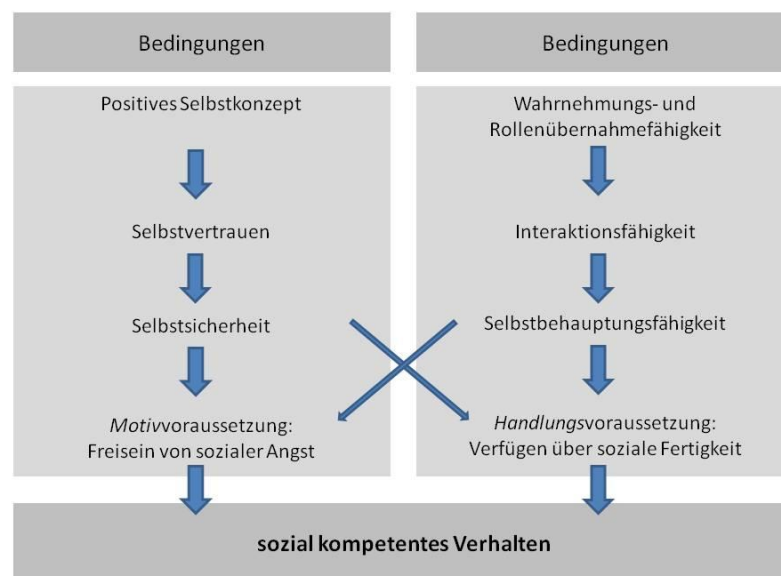 Bedingungen
Positives Selbstkonzept
Selbstvertrauen
Selbstsicherheit
Motivvoraussetzung:
Freisein von sozialer Angst
Bedingungen
Wahrnehmungs- und
Rollenübernahmefähigkeit
Interaktionsfähigkeit
Selbstbehauptungsfähigkeit
Handlungsvoraussetzung:
Verfügen über soziale Fertigkeit
sozial kompetentes Verhalten